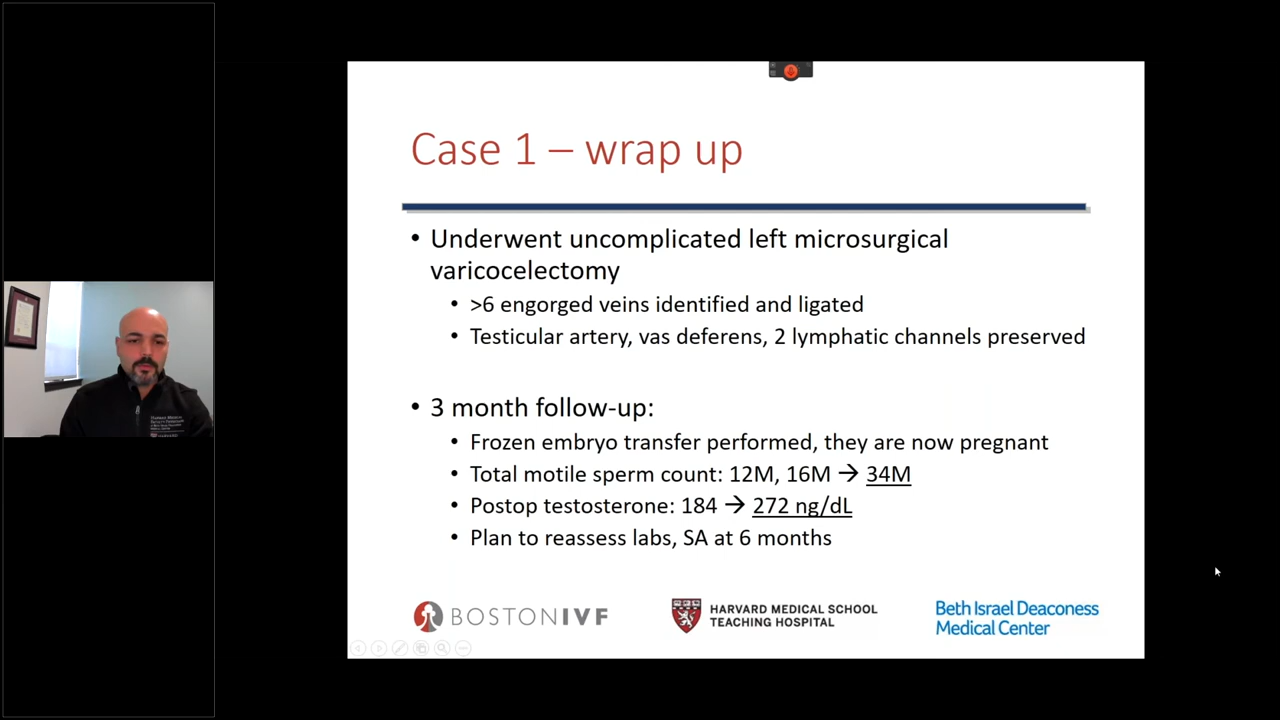 Case 1 – wrap up
• Underwent uncomplicated left microsurgical
varicocelectomy
• >6 engorged veins identified and ligated
• Testicular artery, vas deferens, 2 lymphatic channels preserved
• 3 month follow-up:
• Frozen embryo transfer performed, they are now pregnant
• Total motile sperm count: 12M, 16M → 34M
• Postop testosterone: 184 → 272 ng/dL
• Plan to reassess labs, SA at 6 months
BOSTONIVF
HARVARD MEDICAL SCHOOL
TEACHING HOSPITAL
Beth Israel Deaconess
Medical Center